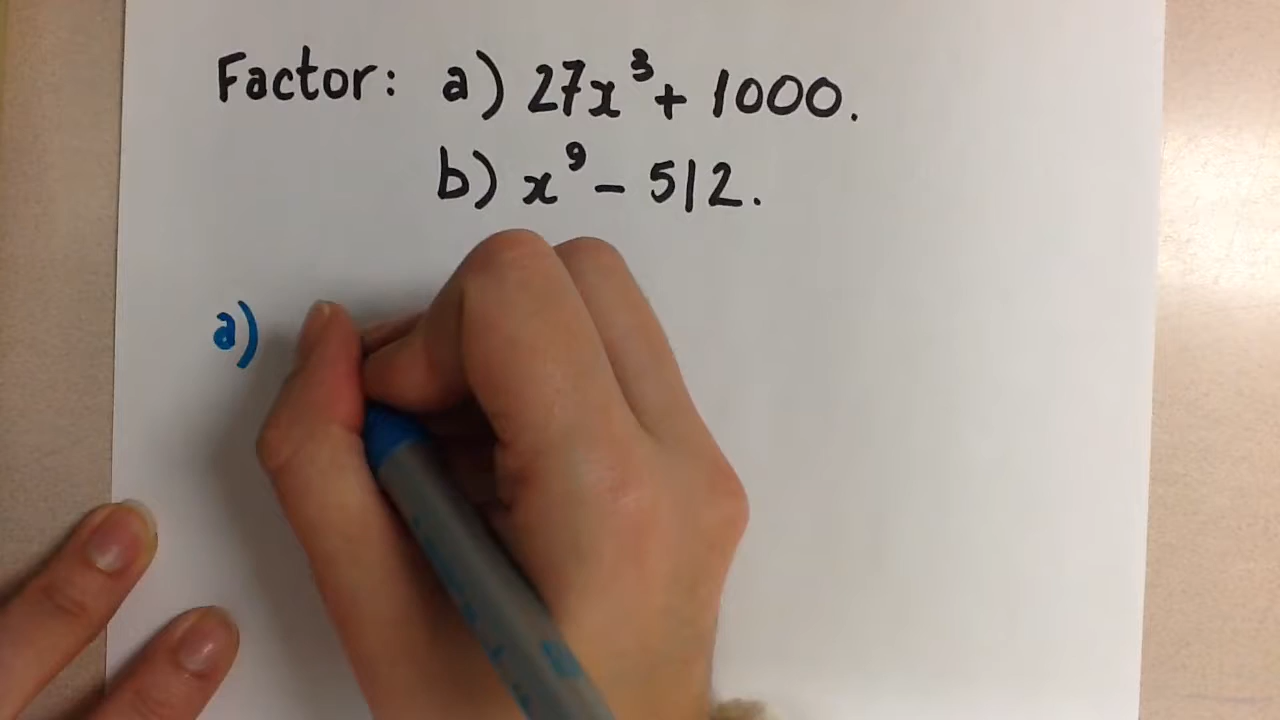 Factor: a) 27x³ + 1000.
b) x⁹ - 512.
a)